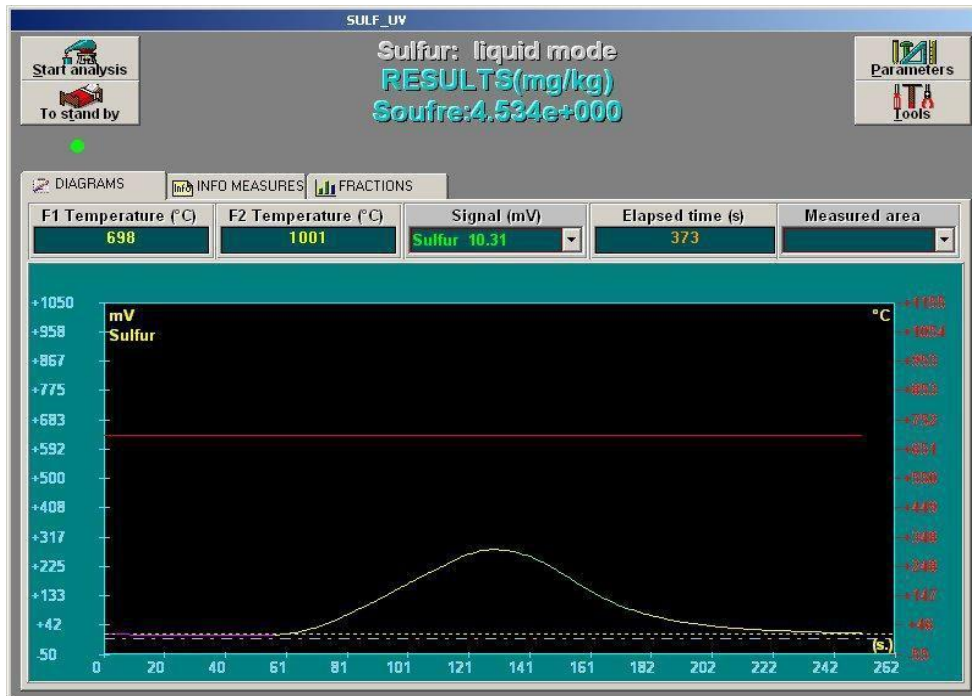 SULF_UV
Start analysis
To stand by
Sulfur: liquid mode
RESULTS(mg/kg)
Soufre:4.534e+000
Parameters
Tools
DIAGRAMS
Info INFO MEASURES
FRACTIONS
F1 Temperature (°C)
698
F2 Temperature (°C)
1001
Signal (mV)
Sulfur 10.31
Elapsed time (s)
373
Measured area
mV
Sulfur
°C
+1050
+958
+867
+775
+683
+592
+500
+408
+317
+225
+133
+42
-50
(s.)
0 20 40 61 81 101 121 141 161 182 202 222 242 262